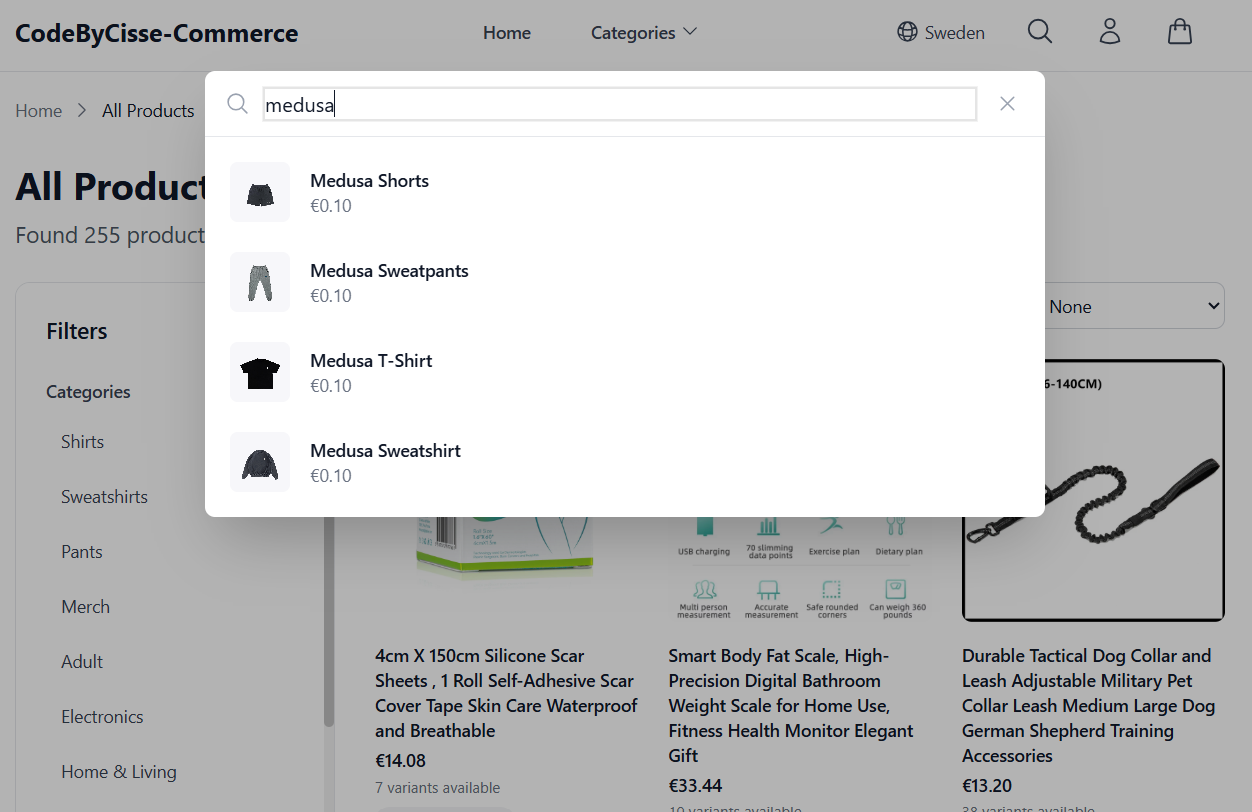 CodeByCisse-Commerce
Home
Categories
Sweden
medusa
Home
All Products
All Product
Found 255 product
Medusa Shorts
€0.10
Medusa Sweatpants
€0.10
Medusa T-Shirt
€0.10
Medusa Sweatshirt
€0.10
None
Filters
Categories
Shirts
Sweatshirts
Pants
Merch
Adult
Electronics
Home & Living
4cm X 150cm Silicone Scar
Sheets , 1 Roll Self-Adhesive Scar
Cover Tape Skin Care Waterproof
and Breathable
€14.08
7 variants available
USB charging
70 slimming
data points
Exercise plan
Dietary plan
Multi person
measurement
Accurate
measurement
Safe rounded
corners
Can weigh 360
pounds
Smart Body Fat Scale, High-
Precision Digital Bathroom
Weight Scale for Home Use,
Fitness Health Monitor Elegant
Gift
€33.44
10 variants available
6-140CM)
Durable Tactical Dog Collar and
Leash Adjustable Military Pet
Collar Leash Medium Large Dog
German Shepherd Training
Accessories
€13.20
38 variants available